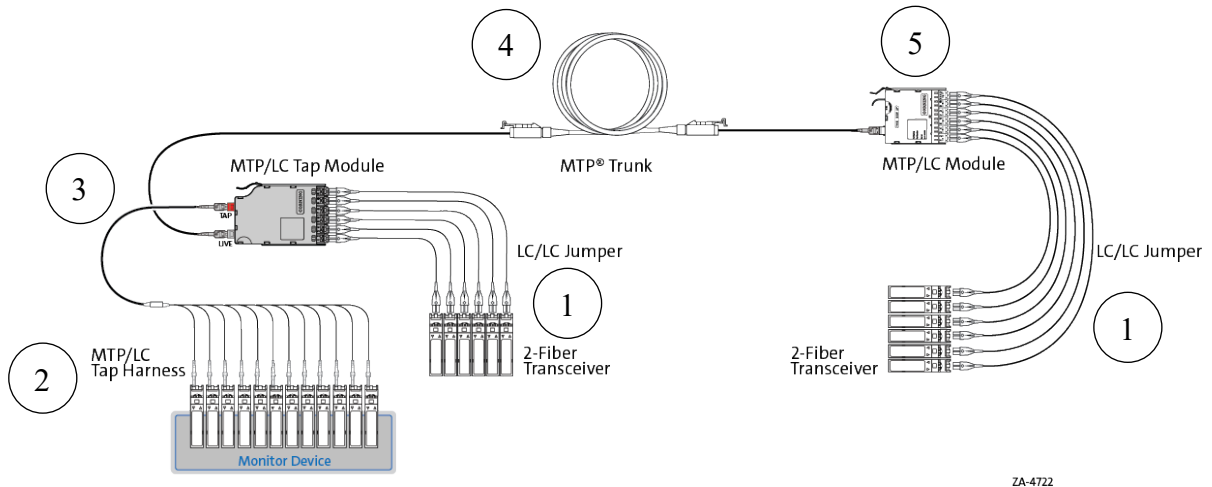 4
5
MTP/LC Tap Module
MTP® Trunk
MTP/LC Module
3
TAP
LIVE
LC/LC Jumper
LC/LC Jumper
1
1
2-Fiber
Transceiver
2-Fiber
Transceiver
MTP/LC
Tap Harness
2
Monitor Device
ZA-4722